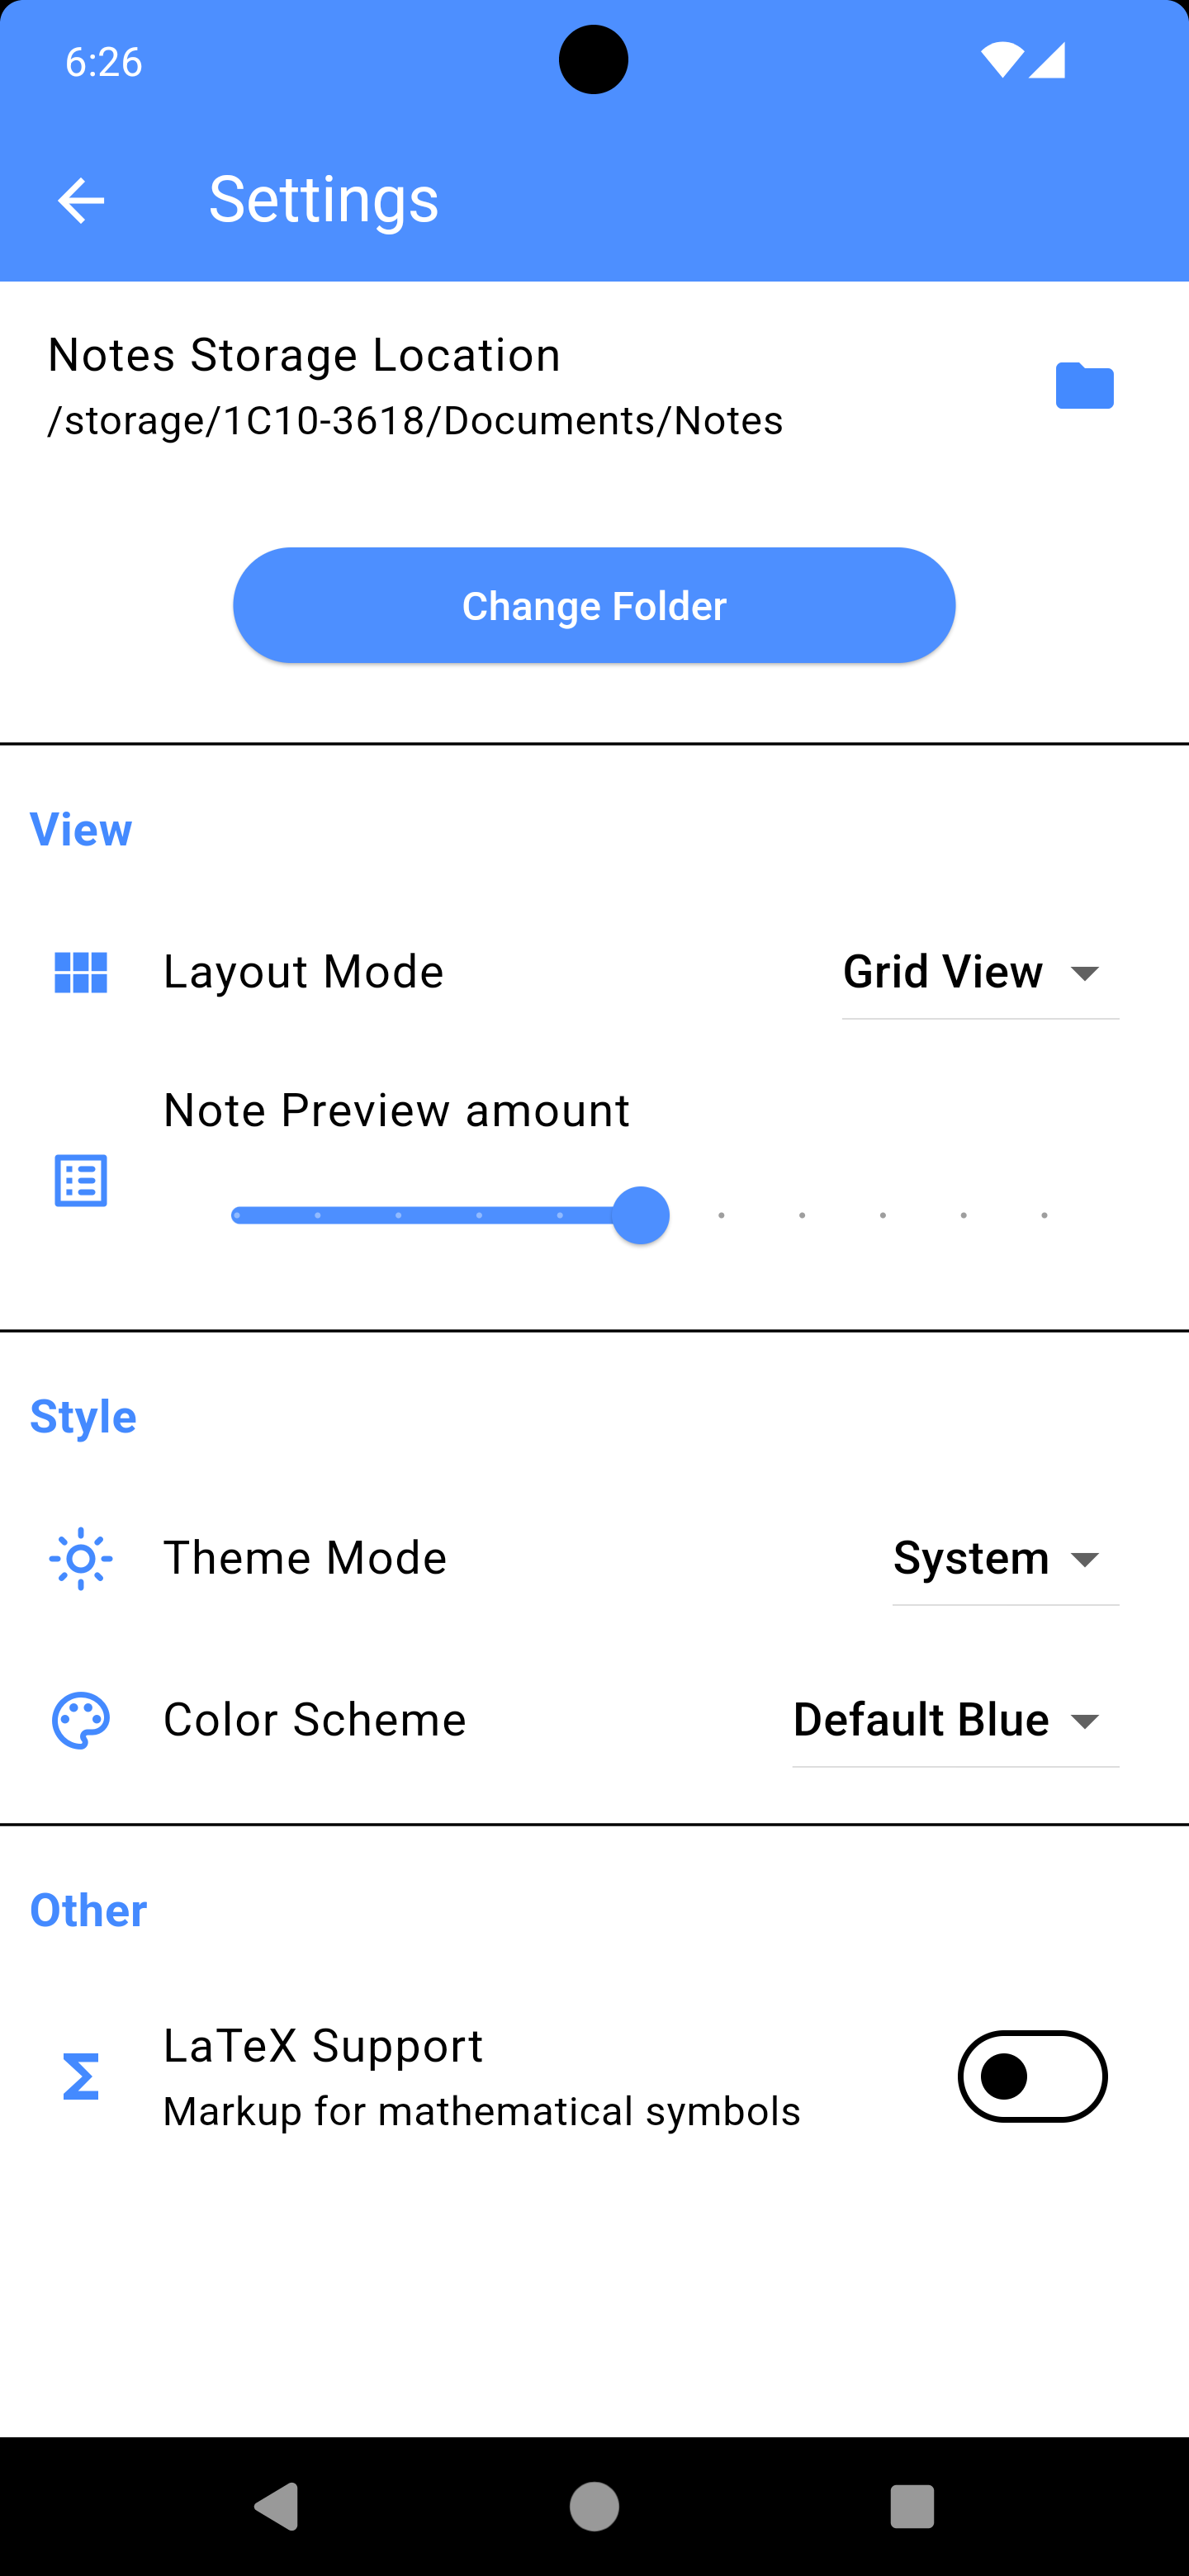 6:26
Settings
Notes Storage Location
/storage/1C10-3618/Documents/Notes
Change Folder
View
Layout Mode
Grid View
Note Preview amount
Style
Theme Mode
System
Color Scheme
Default Blue
Other
LaTeX Support
Markup for mathematical symbols